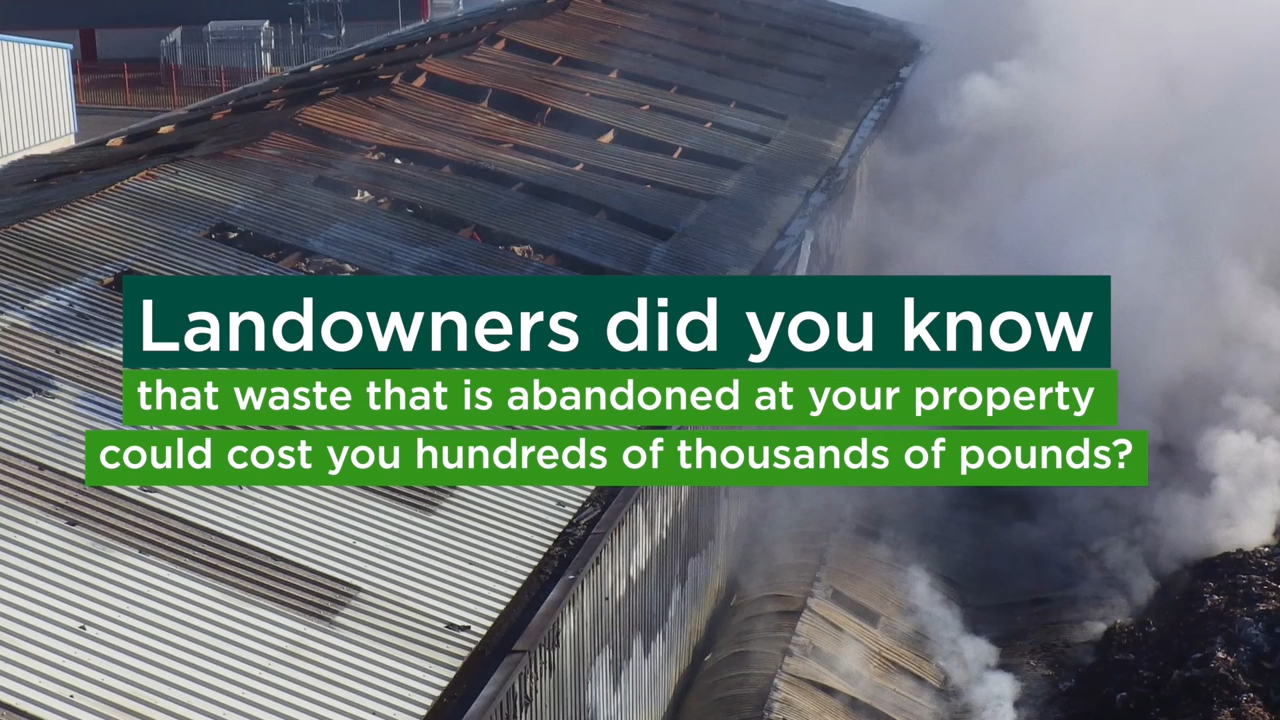 Landowners did you know
that waste that is abandoned at your property
could cost you hundreds of thousands of pounds?